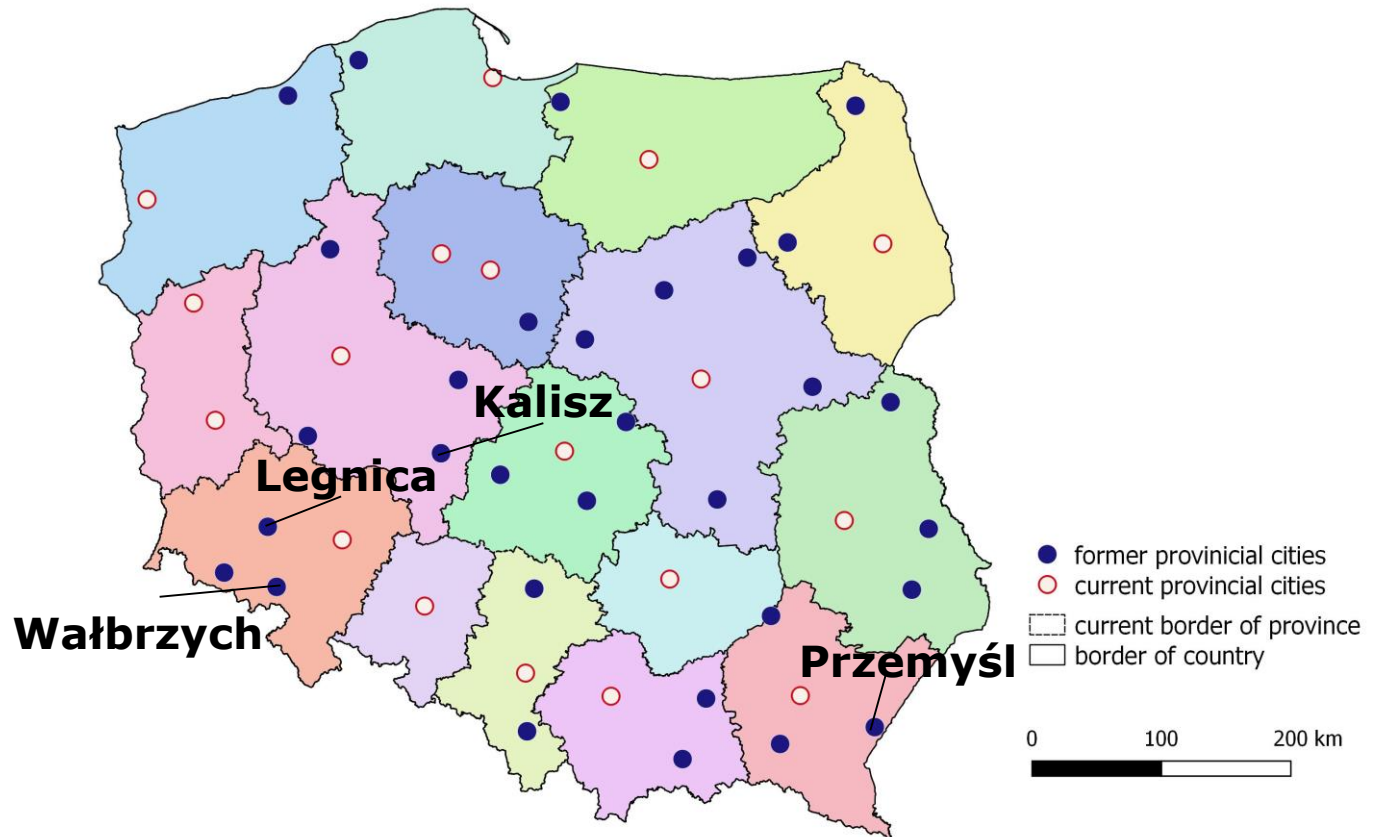 Kalisz
Legnica
Wałbrzych
Przemyśl
former provinicial cities
current provincial cities
current border of province
border of country
0 100 200 km